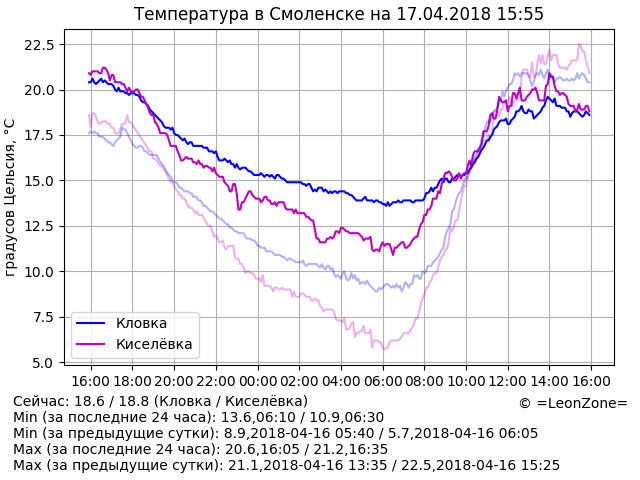 Температура в Смоленске на 17.04.2018 15:55
градусов Цельсия, °C
22.5
20.0
17.5
15.0
12.5
10.0
7.5
5.0
Кловка
Киселёвка
16:00 18:00 20:00 22:00 00:00 02:00 04:00 06:00 08:00 10:00 12:00 14:00 16:00
Сейчас: 18.6 / 18.8 (Кловка / Киселёвка)
© =LeonZone=
Min (за последние 24 часа): 13.6,06:10 / 10.9,06:30
Min (за предыдущие сутки): 8.9,2018-04-16 05:40 / 5.7,2018-04-16 06:05
Max (за последние 24 часа): 20.6,16:05 / 21.2,16:35
Max (за предыдущие сутки): 21.1,2018-04-16 13:35 / 22.5,2018-04-16 15:25